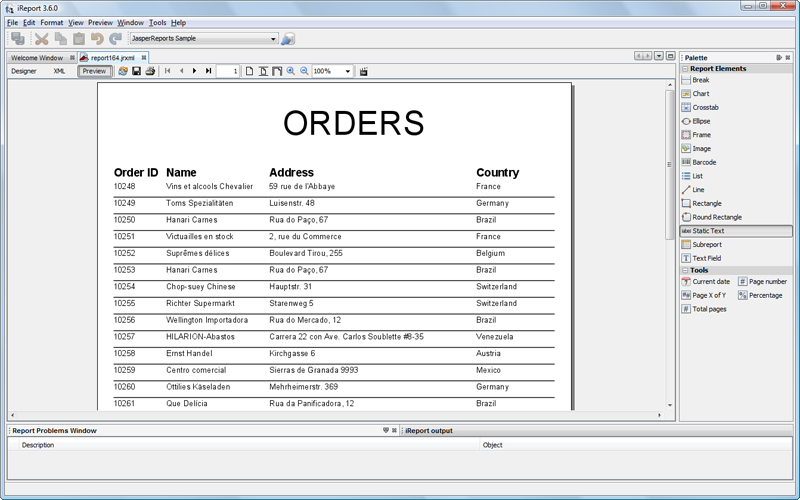 iReport 3.6.0
File Edit Format View Preview Window Tools Help
JasperReports Sample
Welcome Window report164.jrxml
Designer XML Preview 1 100%
ORDERS
Order ID Name Address Country
10248 Vins et alcools Chevalier 59 rue de l'Abbaye France
10249 Toms Spezialitäten Luisenstr. 48 Germany
10250 Hanari Carnes Rua do Paço, 67 Brazil
10251 Victuailles en stock 2, rue du Commerce France
10252 Suprêmes délices Boulevard Tirou, 255 Belgium
10253 Hanari Carnes Rua do Paço, 67 Brazil
10254 Chop-suey Chinese Hauptstr. 31 Switzerland
10255 Richter Supermarkt Starenweg 5 Switzerland
10256 Wellington Importadora Rua do Mercado, 12 Brazil
10257 HILARION-Abastos Carrera 22 con Ave. Carlos Soublette #8-35 Venezuela
10258 Ernst Handel Kirchgasse 6 Austria
10259 Centro comercial Sierras de Granada 9993 Mexico
10260 Ottilies Käseladen Mehrheimerstr. 369 Germany
10261 Que Delícia Rua da Panificadora, 12 Brazil
Palette
Report Elements
Break
Chart
Crosstab
Ellipse
Frame
Image
Barcode
List
Line
Rectangle
Round Rectangle
label Static Text
Subreport
Text Field
Tools
Current date # Page number
Page X of Y Percentage
# Total pages
Report Problems Window iReport output
Description Object